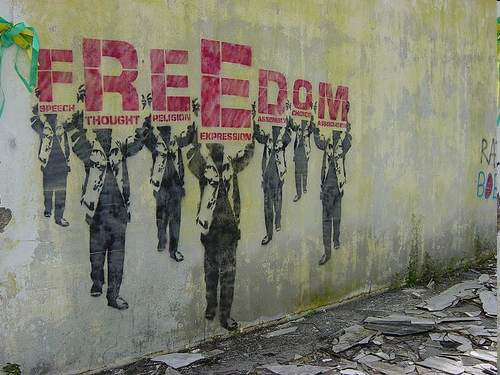 FREEDOM
SPEECH
THOUGHT
RELIGION
EXPRESSION
ASSEMBLY
CHOICE
ASSOCIATION